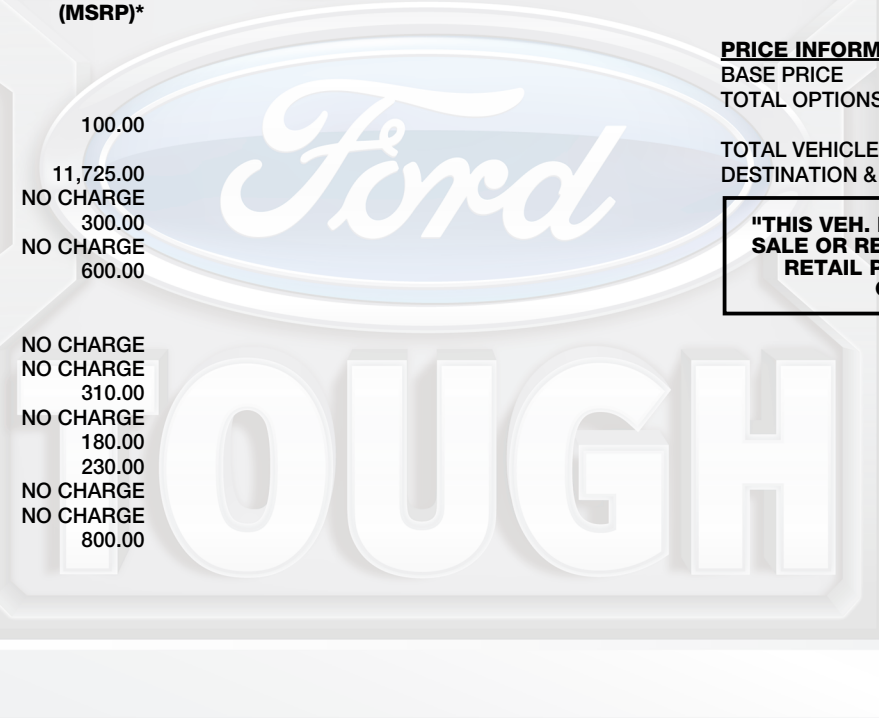 (MSRP)*
100.00
11,725.00
NO CHARGE
300.00
NO CHARGE
600.00
NO CHARGE
NO CHARGE
310.00
NO CHARGE
180.00
230.00
NO CHARGE
NO CHARGE
800.00
PRICE INFORM
BASE PRICE
TOTAL OPTIONS
TOTAL VEHICLE
DESTINATION &
"THIS VEH.
SALE OR RE
RETAIL P
Ford
TOUGH